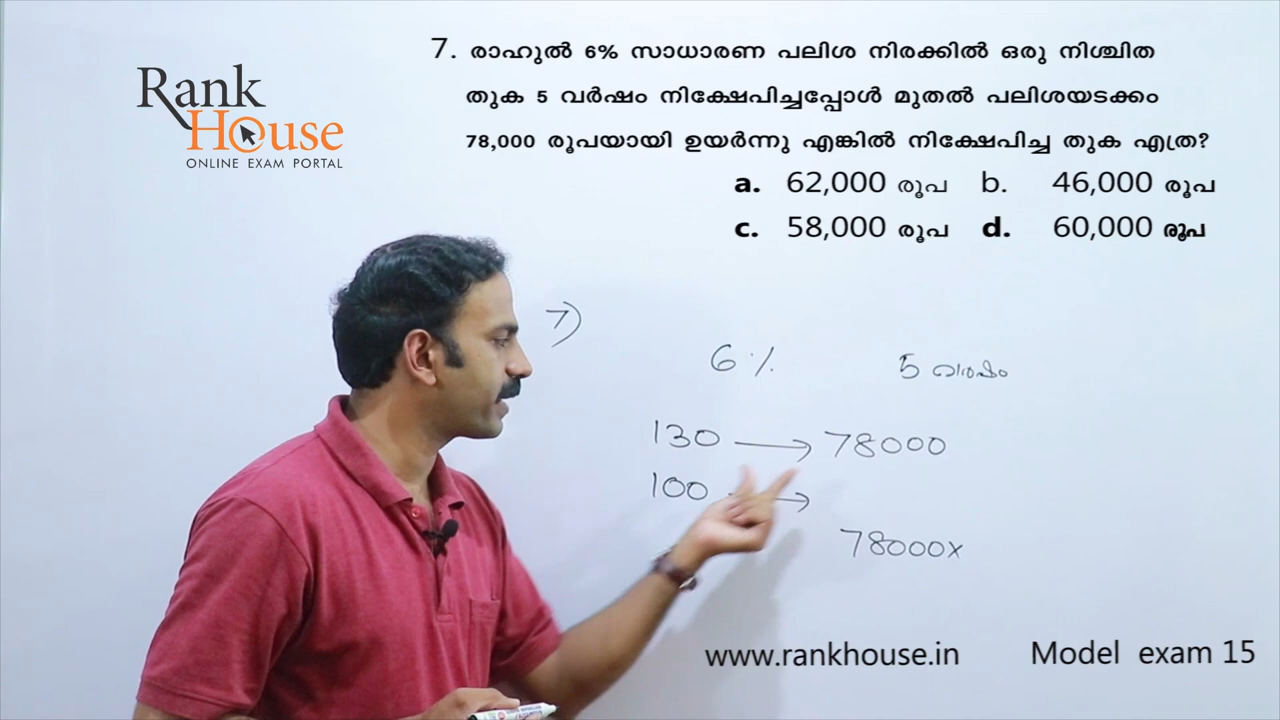 Rank
House
ONLINE EXAM PORTAL
7. രാഹുൽ 6% സാധാരണ പലിശ നിരക്കിൽ ഒരു നിശ്ചിത
തുക 5 വർഷം നിക്ഷേപിച്ചപ്പോൾ മുതൽ പലിശയടക്കം
78,000 രൂപയായി ഉയർന്നു എങ്കിൽ നിക്ഷേപിച്ച തുക എത്ര?
a. 62,000 രൂപ b. 46,000 രൂപ
c. 58,000 രൂപ d. 60,000 രൂപ
7)
6% 5 വർഷം
130 → 78000
100 →
78000x
www.rankhouse.in Model exam 15